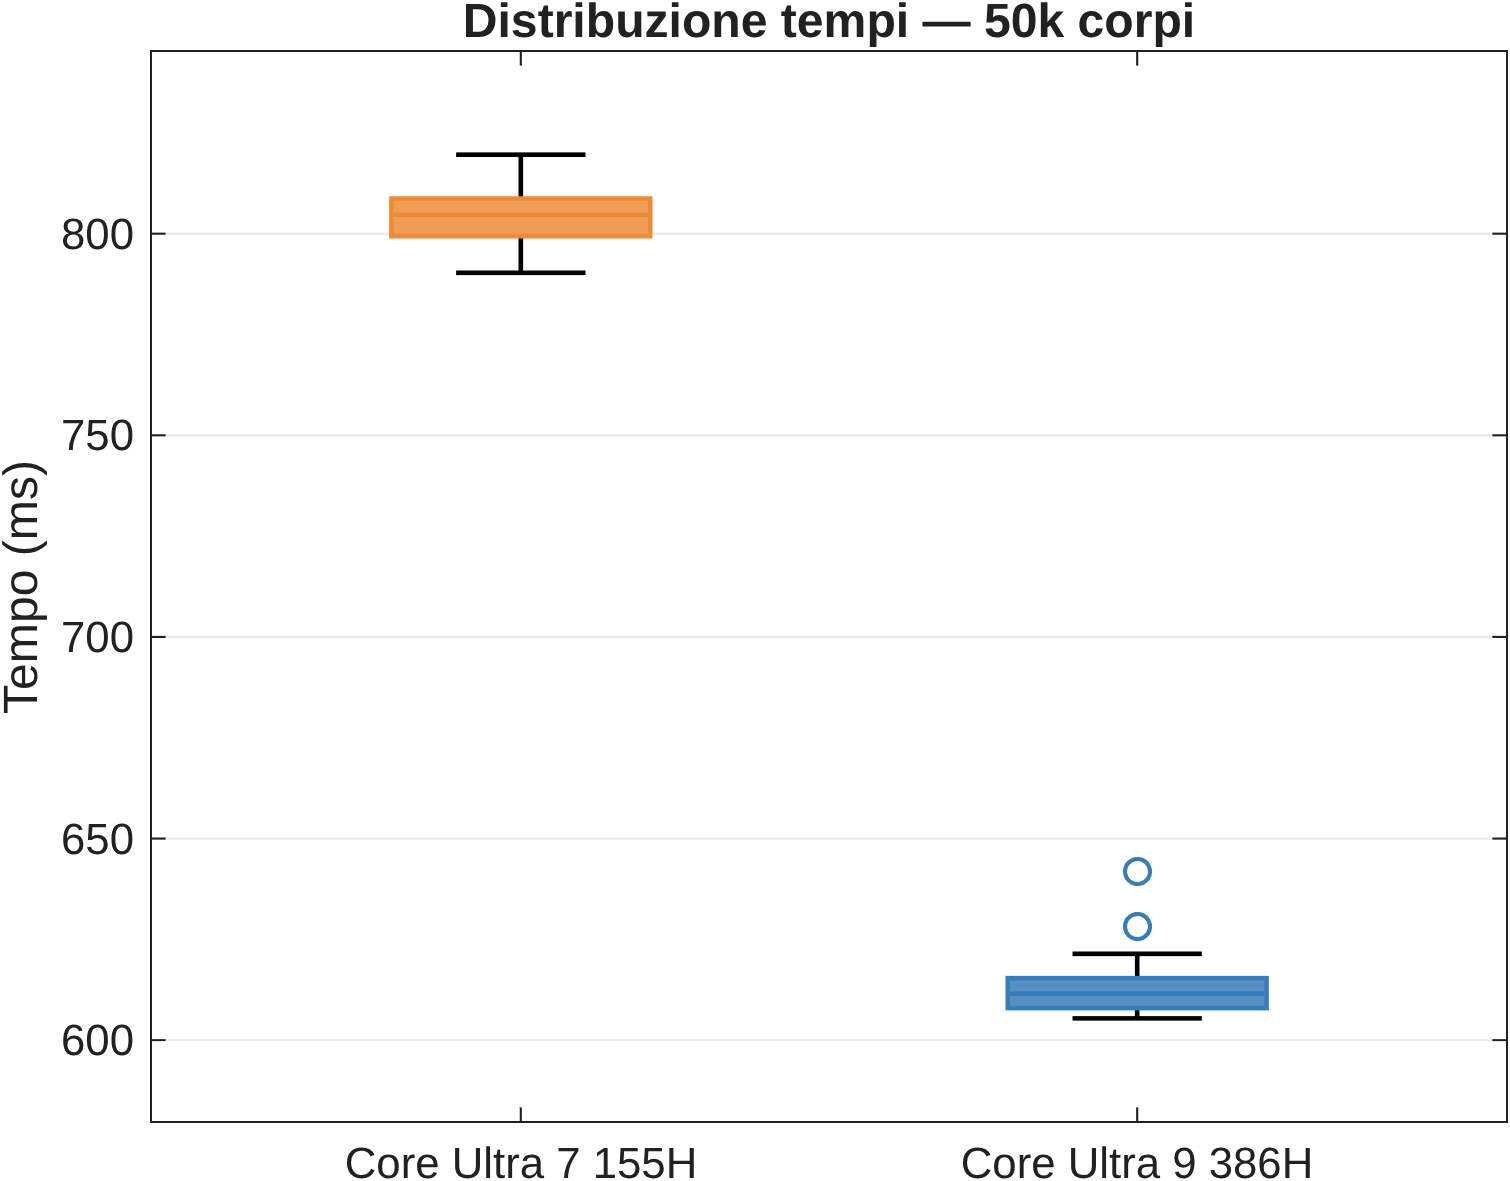 Distribuzione tempi — 50k corpi
Tempo (ms)
800
750
700
650
600
Core Ultra 7 155H
Core Ultra 9 386H